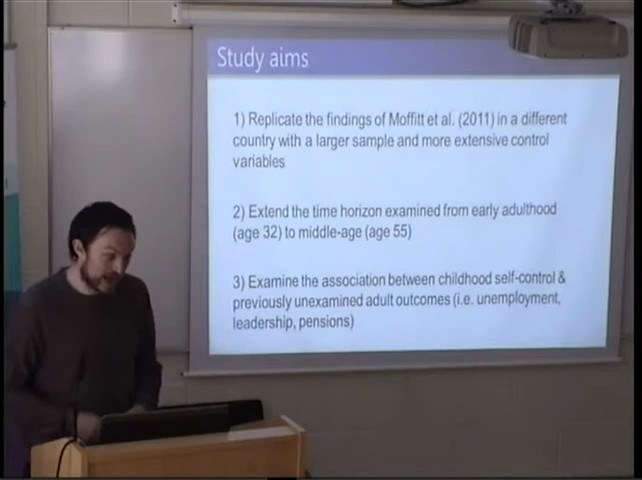 Study aims
1) Replicate the findings of Moffitt et al. (2011) in a different
country with a larger sample and more extensive control
variables
2) Extend the time horizon examined from early adulthood
(age 32) to middle-age (age 55)
3) Examine the association between childhood self-control &
previously unexamined adult outcomes (i.e. unemployment,
leadership, pensions)